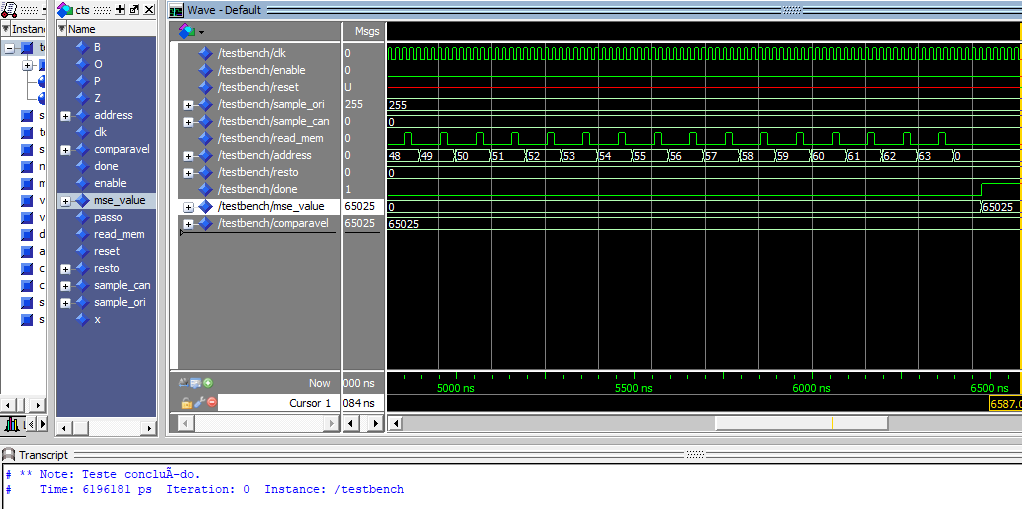 cts
Wave - Default
Instan
Name
Msgs
B
O
P
Z
address
clk
comparavel
done
enable
mse_value
passo
read_mem
reset
resto
sample_can
sample_ori
x
/testbench/clk 0
/testbench/enable 0
/testbench/reset U
/testbench/sample_ori 255 255
/testbench/sample_can 0 0
/testbench/read_mem 0
/testbench/address 0 48 49 50 51 52 53 54 55 56 57 58 59 60 61 62 63 0
/testbench/resto 0 0
/testbench/done 1
/testbench/mse_value 65025 0 65025
/testbench/comparavel 65025 65025
Now 000 ns 5000 ns 5500 ns 6000 ns 6500 ns
Cursor 1 084 ns 6587.0
Transcript
# ** Note: Teste concluÃ-do.
#    Time: 6196181 ps  Iteration: 0  Instance: /testbench